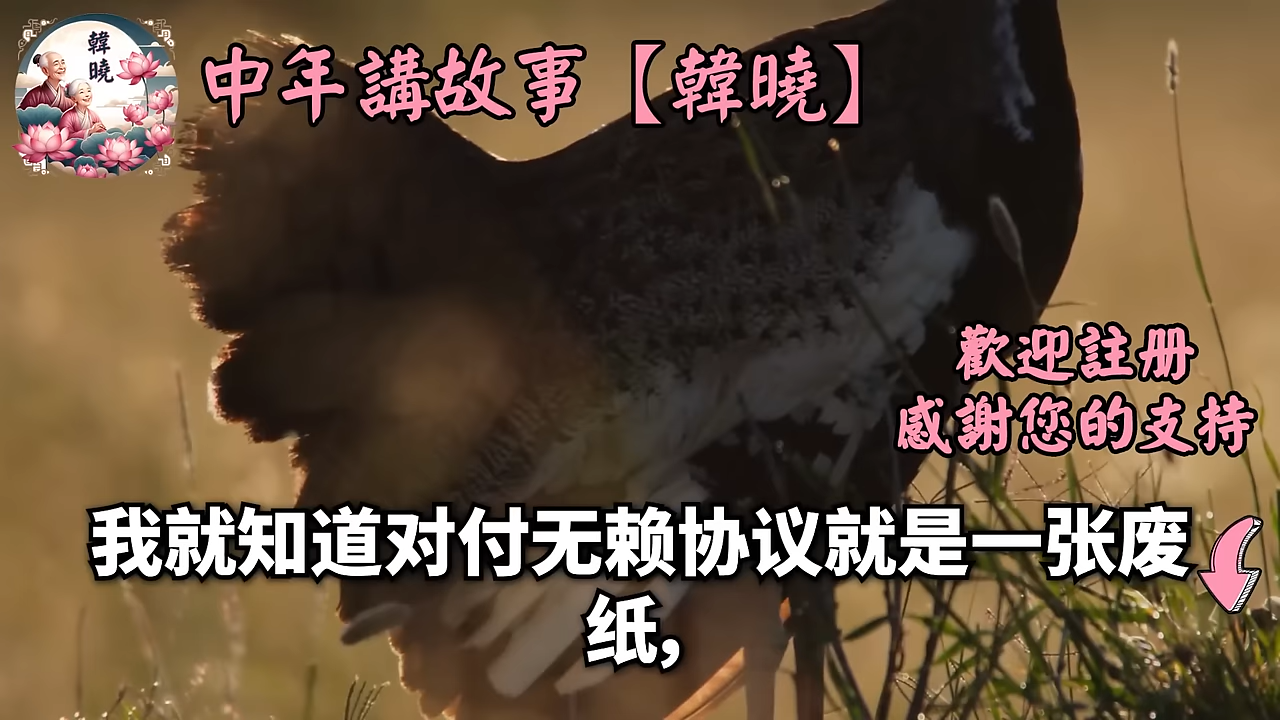 韓
曉
中年講故事【韓曉】
歡迎註册
感謝您的支持
我就知道对付无赖协议就是一张废
纸,